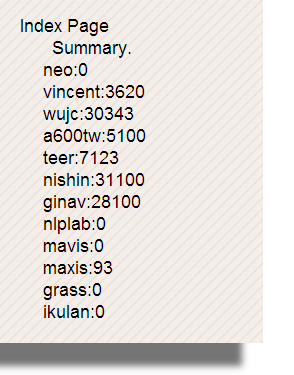 Index Page
Summary.
neo:0
vincent:3620
wujc:30343
a600tw:5100
teer:7123
nishin:31100
ginav:28100
nlplab:0
mavis:0
maxis:93
grass:0
ikulan:0